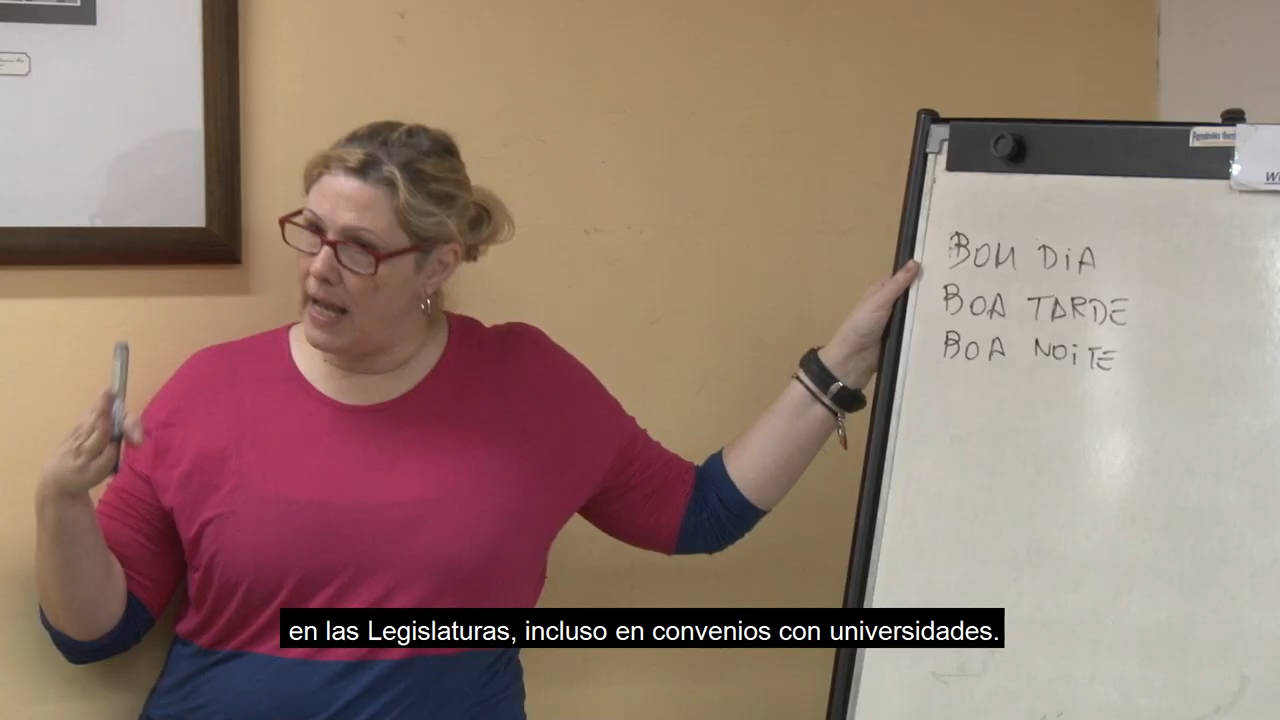 BOM DIA
BOA TARDE
BOA NOITE
en las Legislaturas, incluso en convenios con universidades.